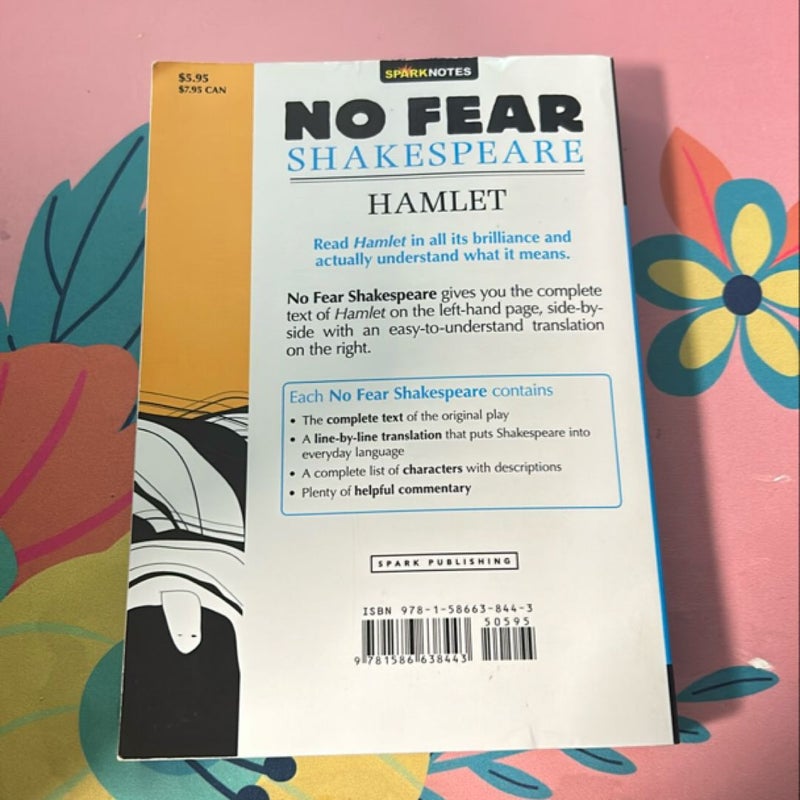 $5.95
$7.95 CAN
SPARKNOTES
NO FEAR
SHAKESPEARE
HAMLET
Read Hamlet in all its brilliance and
actually understand what it means.
No Fear Shakespeare gives you the complete
text of Hamlet on the left-hand page, side-by-
side with an easy-to-understand translation
on the right.
Each No Fear Shakespeare contains
• The complete text of the original play
• A line-by-line translation that puts Shakespeare into
everyday language
• A complete list of characters with descriptions
• Plenty of helpful commentary
SPARK PUBLISHING
ISBN 978-1-58663-844-3
50595
9 781586 638443